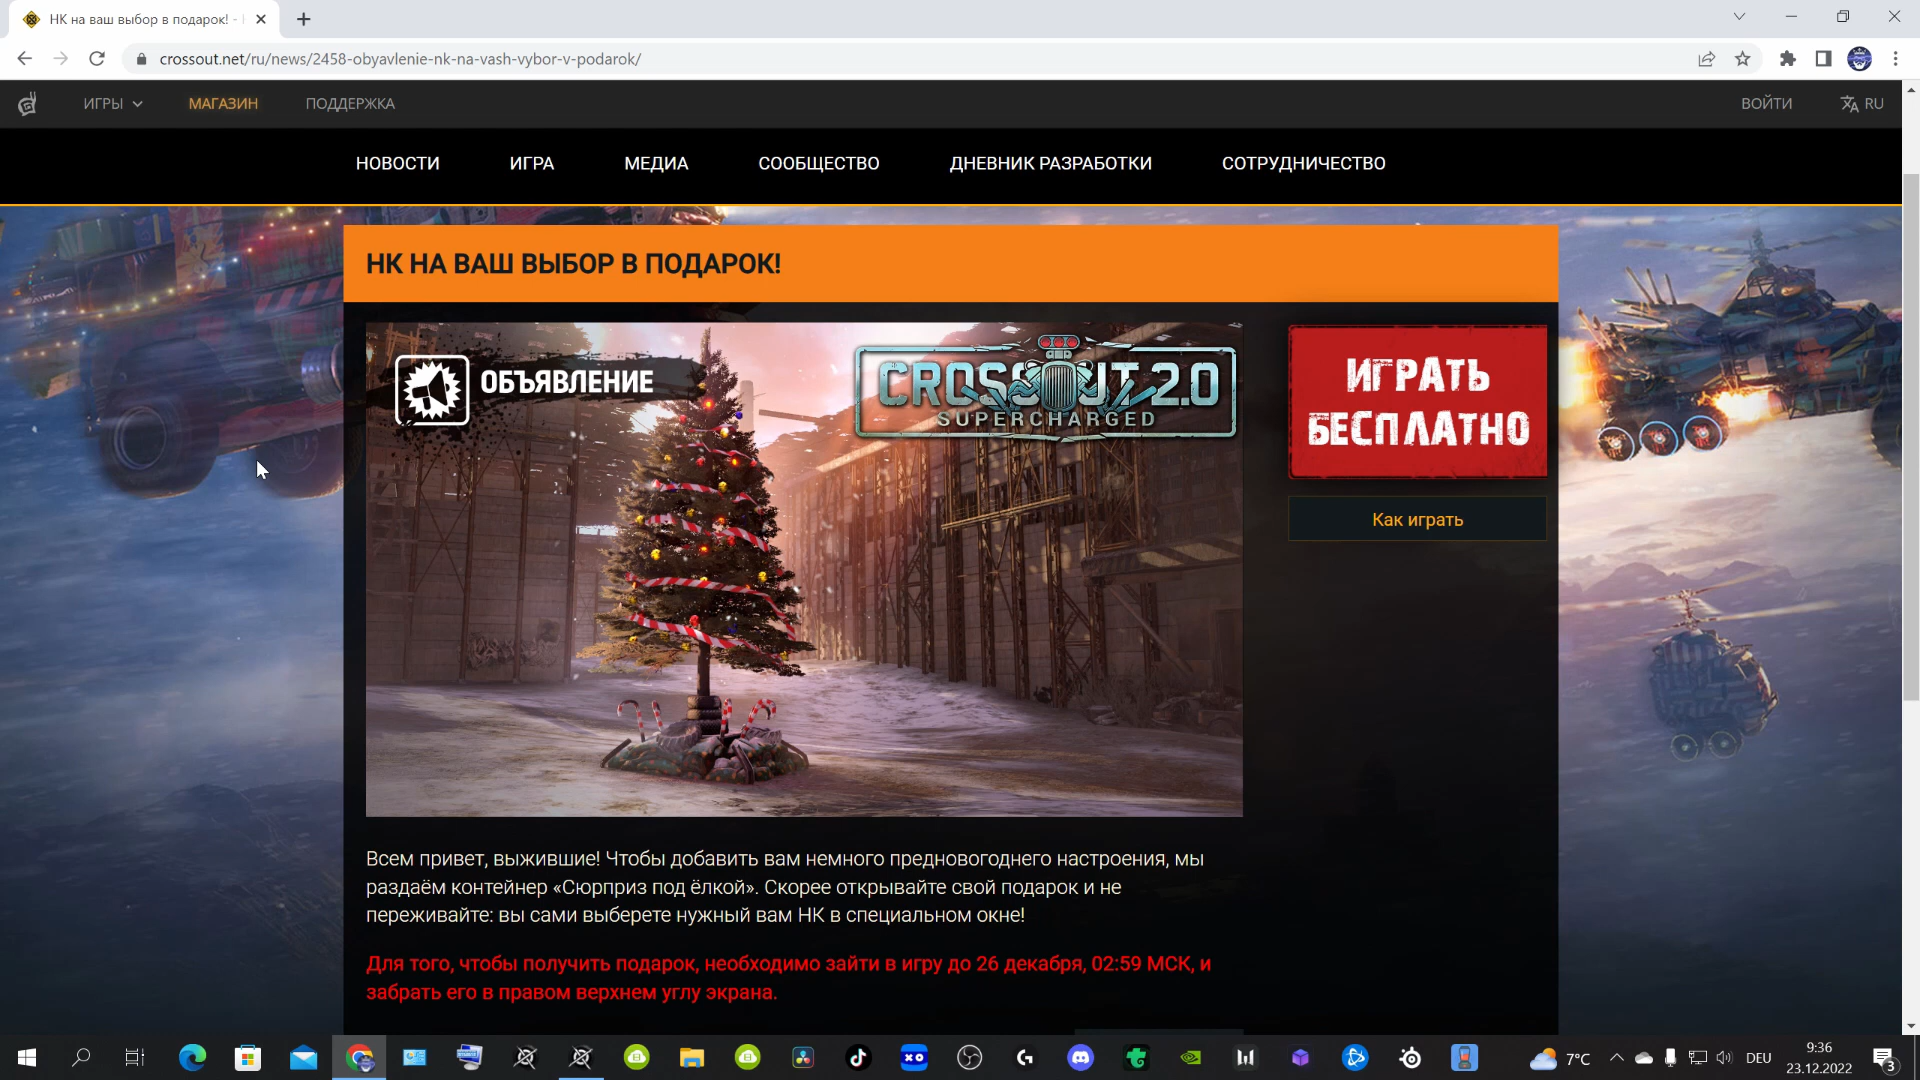 НК на ваш выбор в подарок! -
crossout.net/ru/news/2458-obyavlenie-nk-na-vash-vybor-v-podarok/
ИГРЫ МАГАЗИН ПОДДЕРЖКА ВОЙТИ RU
НОВОСТИ ИГРА МЕДИА СООБЩЕСТВО ДНЕВНИК РАЗРАБОТКИ СОТРУДНИЧЕСТВО
НК НА ВАШ ВЫБОР В ПОДАРОК!
ОБЪЯВЛЕНИЕ
CROSSOUT 2.0
SUPERCHARGED
ИГРАТЬ
БЕСПЛАТНО
Как играть
Всем привет, выжившие! Чтобы добавить вам немного предновогоднего настроения, мы
раздаём контейнер «Сюрприз под ёлкой». Скорее открывайте свой подарок и не
переживайте: вы сами выберете нужный вам НК в специальном окне!
Для того, чтобы получить подарок, необходимо зайти в игру до 26 декабря, 02:59 МСК, и
забрать его в правом верхнем углу экрана.
7°C DEU
9:36
23.12.2022
3